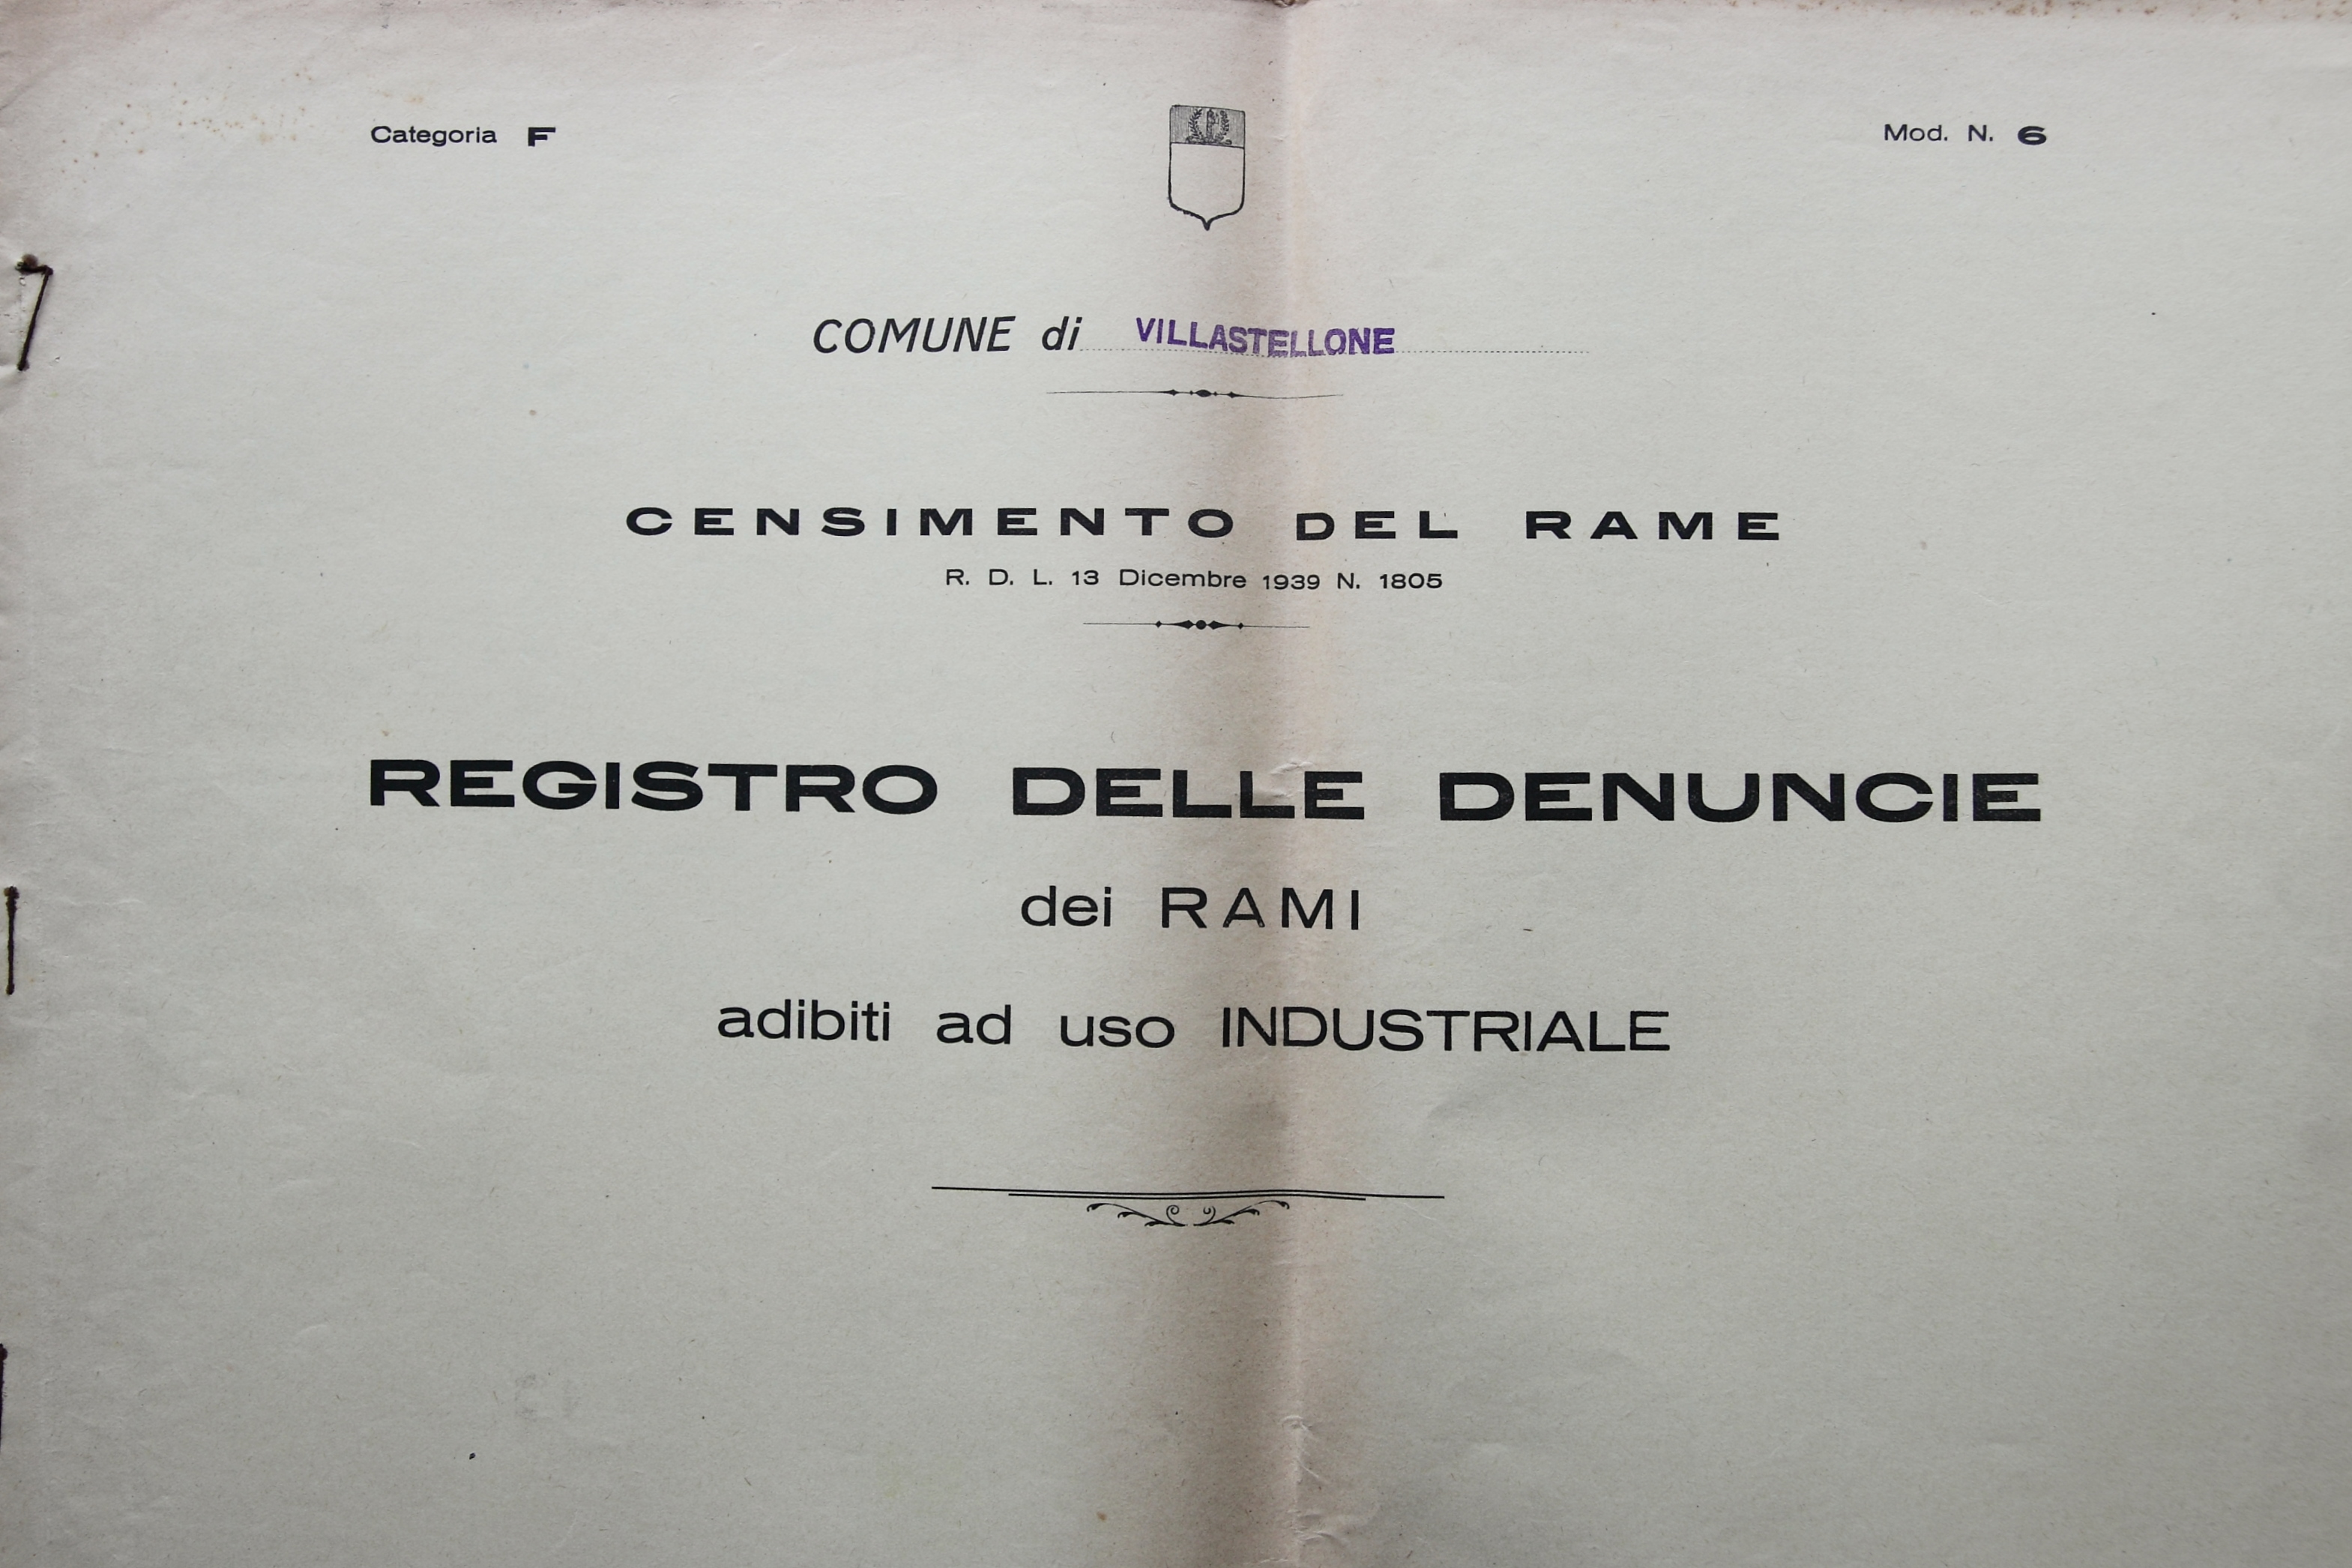 Categoria F
Mod. N. 6
COMUNE di VILLASTELLONE
CENSIMENTO DEL RAME
R. D. L. 13 Dicembre 1939 N. 1805
REGISTRO DELLE DENUNCIE
dei RAMI
adibiti ad uso INDUSTRIALE